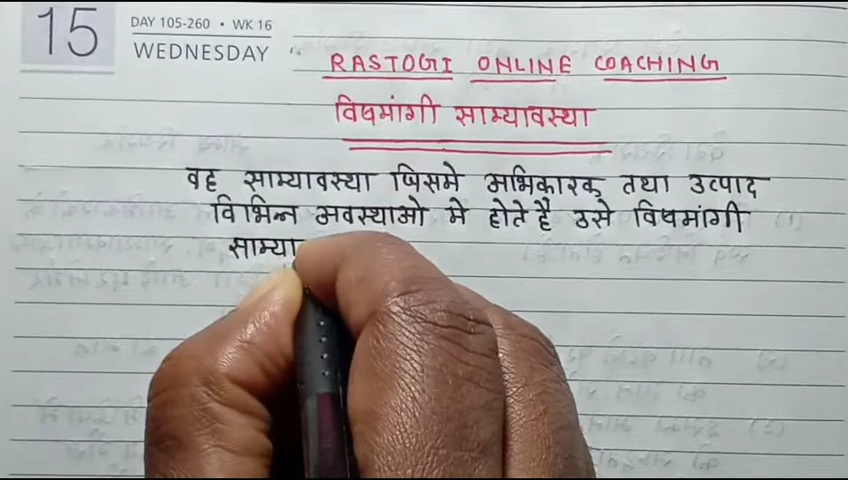 15
DAY 105-260 • WK 16
WEDNESDAY
RASTOGI ONLINE COACHING
विषमांगी साम्यावस्था
वह साम्यावस्था जिसमे अभिकारक तथा उत्पाद
विभिन्न अवस्थाओ मे होते है उसे विषमांगी
साम्या